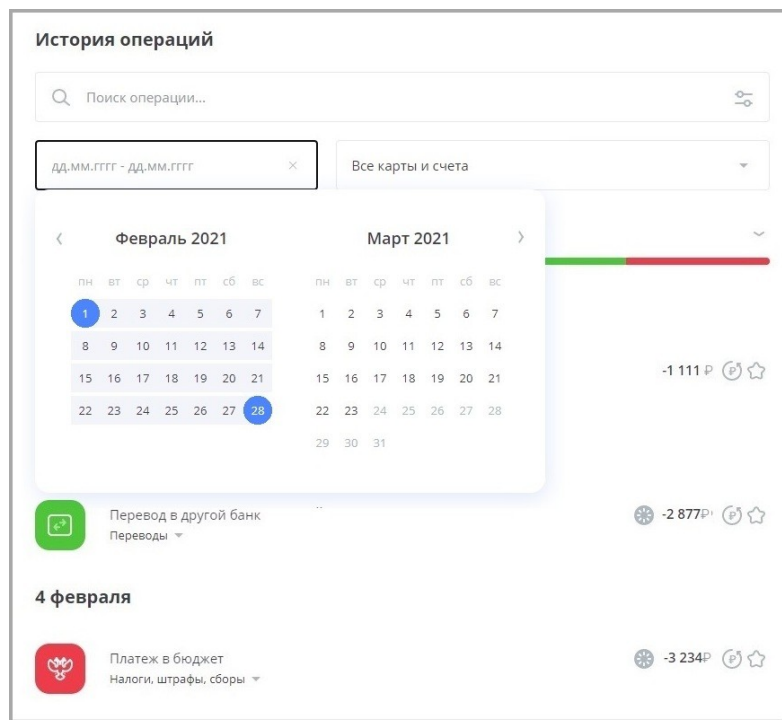 История операций
Поиск операции...
дд.мм.гггг - дд.мм.гггг × Все карты и счета
Февраль 2021 Март 2021
пн вт ср чт пт сб вс пн вт ср чт пт сб вс
1 2 3 4 5 6 7 1 2 3 4 5 6 7
8 9 10 11 12 13 14 8 9 10 11 12 13 14
15 16 17 18 19 20 21 15 16 17 18 19 20 21
22 23 24 25 26 27 28 22 23 24 25 26 27 28
29 30 31
-1 111 ₽
Перевод в другой банк -2 877₽
Переводы
4 февраля
Платеж в бюджет -3 234₽
Налоги, штрафы, сборы